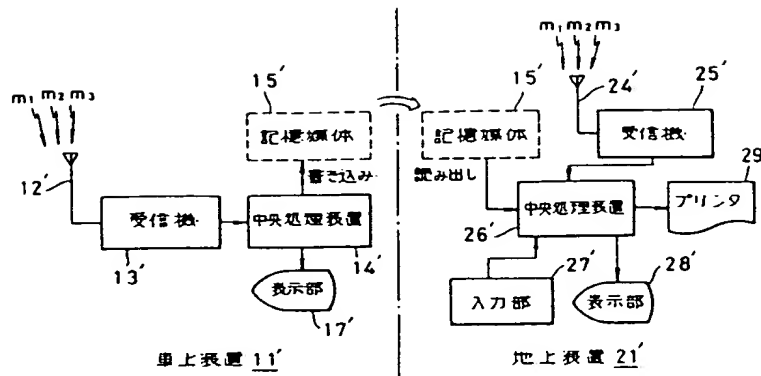 m1 m2 m3
12'
受信機
13'
15'
記憶媒体
書き込み
中央処理装置
14'
表示部
17'
車上装置 11'
m1 m2 m3
24'
25'
受信機
15'
記憶媒体
読み出し
中央処理装置
26'
プリンタ
29
入力部
27'
表示部
28'
地上装置 21'